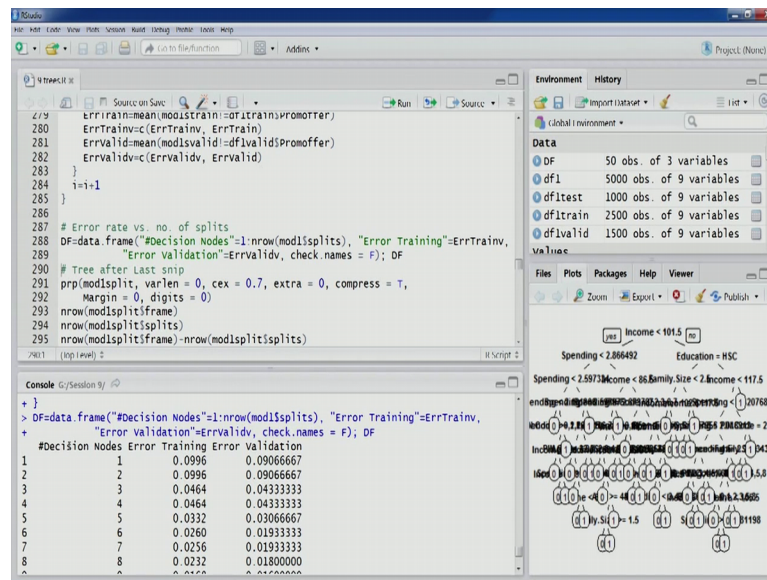 RStudio
File Edit Code View Plots Session Build Debug Profile Tools Help
Go to file/function
Addins
Project: (None)
9 trees.R
Source on Save
Run
Source
279 ErrTrain=mean(mod1strain!=df1train$Promoffer)
280 ErrTrainv=c(ErrTrainv, ErrTrain)
281 ErrValid=mean(mod1svalid!=df1valid$Promoffer)
282 ErrValidv=c(ErrValidv, ErrValid)
283 }
284 i=i+1
285 }
286
287 # Error rate vs. no. of splits
288 DF=data.frame("#Decision Nodes"=1:nrow(mod1$splits), "Error Training"=ErrTrainv,
289 "Error Validation"=ErrValidv, check.names = F); DF
290 # Tree after Last snip
291 prp(mod1split, varlen = 0, cex = 0.7, extra = 0, compress = T,
292 Margin = 0, digits = 0)
293 nrow(mod1split$frame)
294 nrow(mod1split$splits)
295 nrow(mod1split$frame)-nrow(mod1split$splits)
290:1 (Top Level) R Script
Console G:/Session 9/
+ }
> DF=data.frame("#Decision Nodes"=1:nrow(mod1$splits), "Error Training"=ErrTrainv,
+ "Error Validation"=ErrValidv, check.names = F); DF
#Decision Nodes Error Training Error Validation
1 1 0.0996 0.09066667
2 2 0.0996 0.09066667
3 3 0.0464 0.04333333
4 4 0.0464 0.04333333
5 5 0.0332 0.03066667
6 6 0.0260 0.01933333
7 7 0.0256 0.01933333
8 8 0.0232 0.01800000
Environment History
Import Dataset
List
Global Environment
Data
DF 50 obs. of 3 variables
df1 5000 obs. of 9 variables
df1test 1000 obs. of 9 variables
df1train 2500 obs. of 9 variables
df1valid 1500 obs. of 9 variables
Values
Files Plots Packages Help Viewer
Zoom Export Publish
yes Income < 101.5 no
Spending < 2.866492 Education = HSC